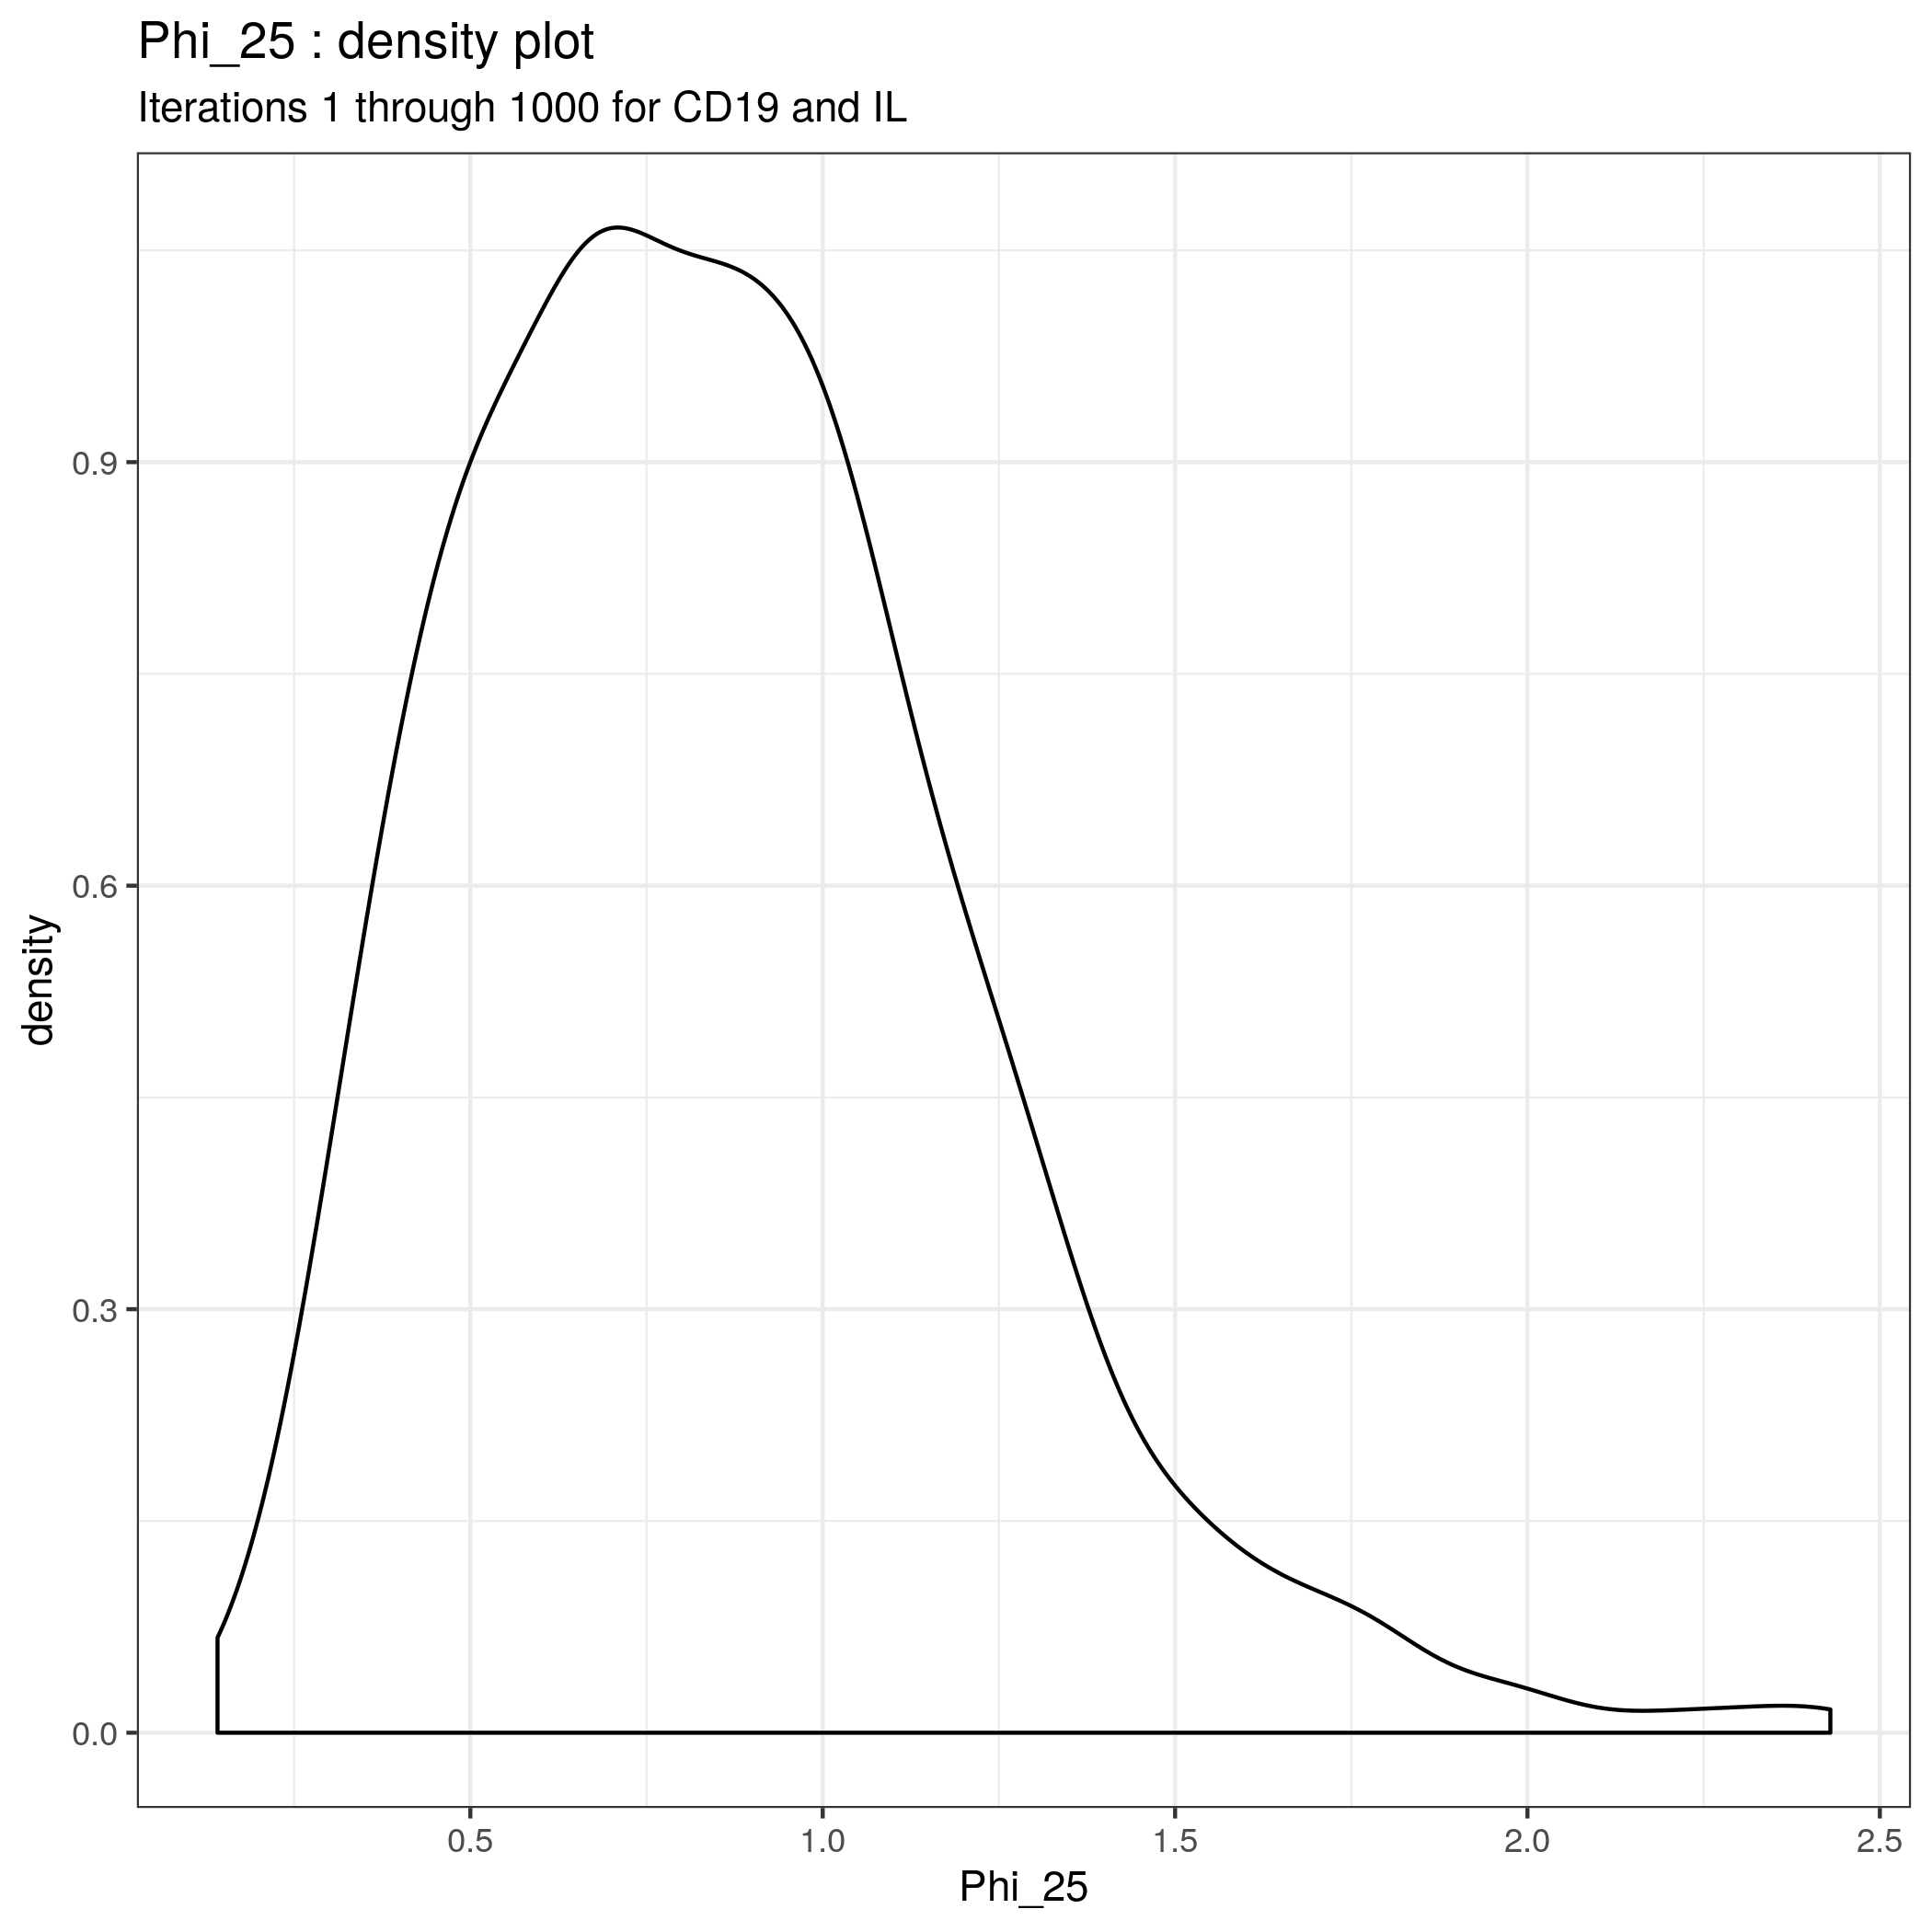 Phi_25 : density plot
Iterations 1 through 1000 for CD19 and IL
density
0.9
0.6
0.3
0.0
0.5 1.0 1.5 2.0 2.5
Phi_25